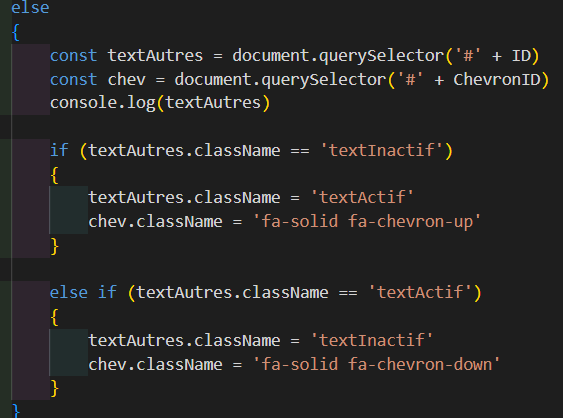 else
{
const textAutres = document.querySelector('#' + ID)
const chev = document.querySelector('#' + ChevronID)
console.log(textAutres)
if (textAutres.className == 'textInactif')
{
textAutres.className = 'textActif'
chev.className = 'fa-solid fa-chevron-up'
}
else if (textAutres.className == 'textActif')
{
textAutres.className = 'textInactif'
chev.className = 'fa-solid fa-chevron-down'
}
}